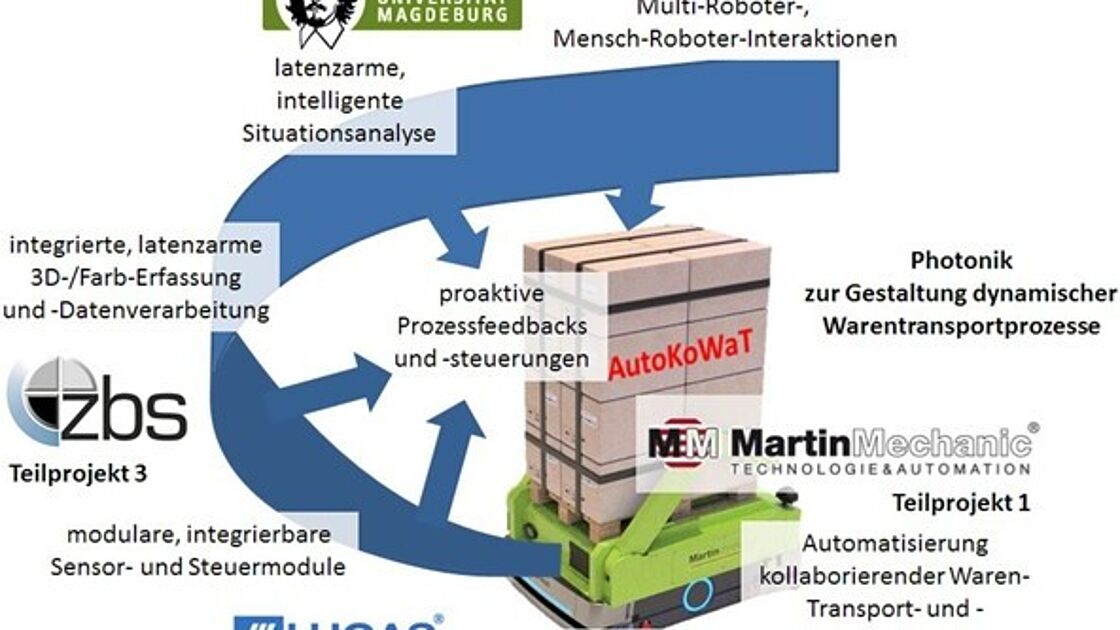 UNIVERSITÄT
MAGDEBURG
Multi-Roboter-,
Mensch-Roboter-Interaktionen
latenzarme,
intelligente
Situationsanalyse
integrierte, latenzarme
3D-/Farb-Erfassung
und -Datenverarbeitung
proaktive
Prozessfeedbacks
und -steuerungen
Photonik
zur Gestaltung dynamischer
Warentransportprozesse
AutoKoWaT
zbs
Teilprojekt 3
MM MartinMechanic®
TECHNOLOGIE&AUTOMATION
Teilprojekt 1
modulare, integrierbare
Sensor- und Steuermodule
Martin
Automatisierung
kollaborierender Waren-
Transport- und -
LUCAS®